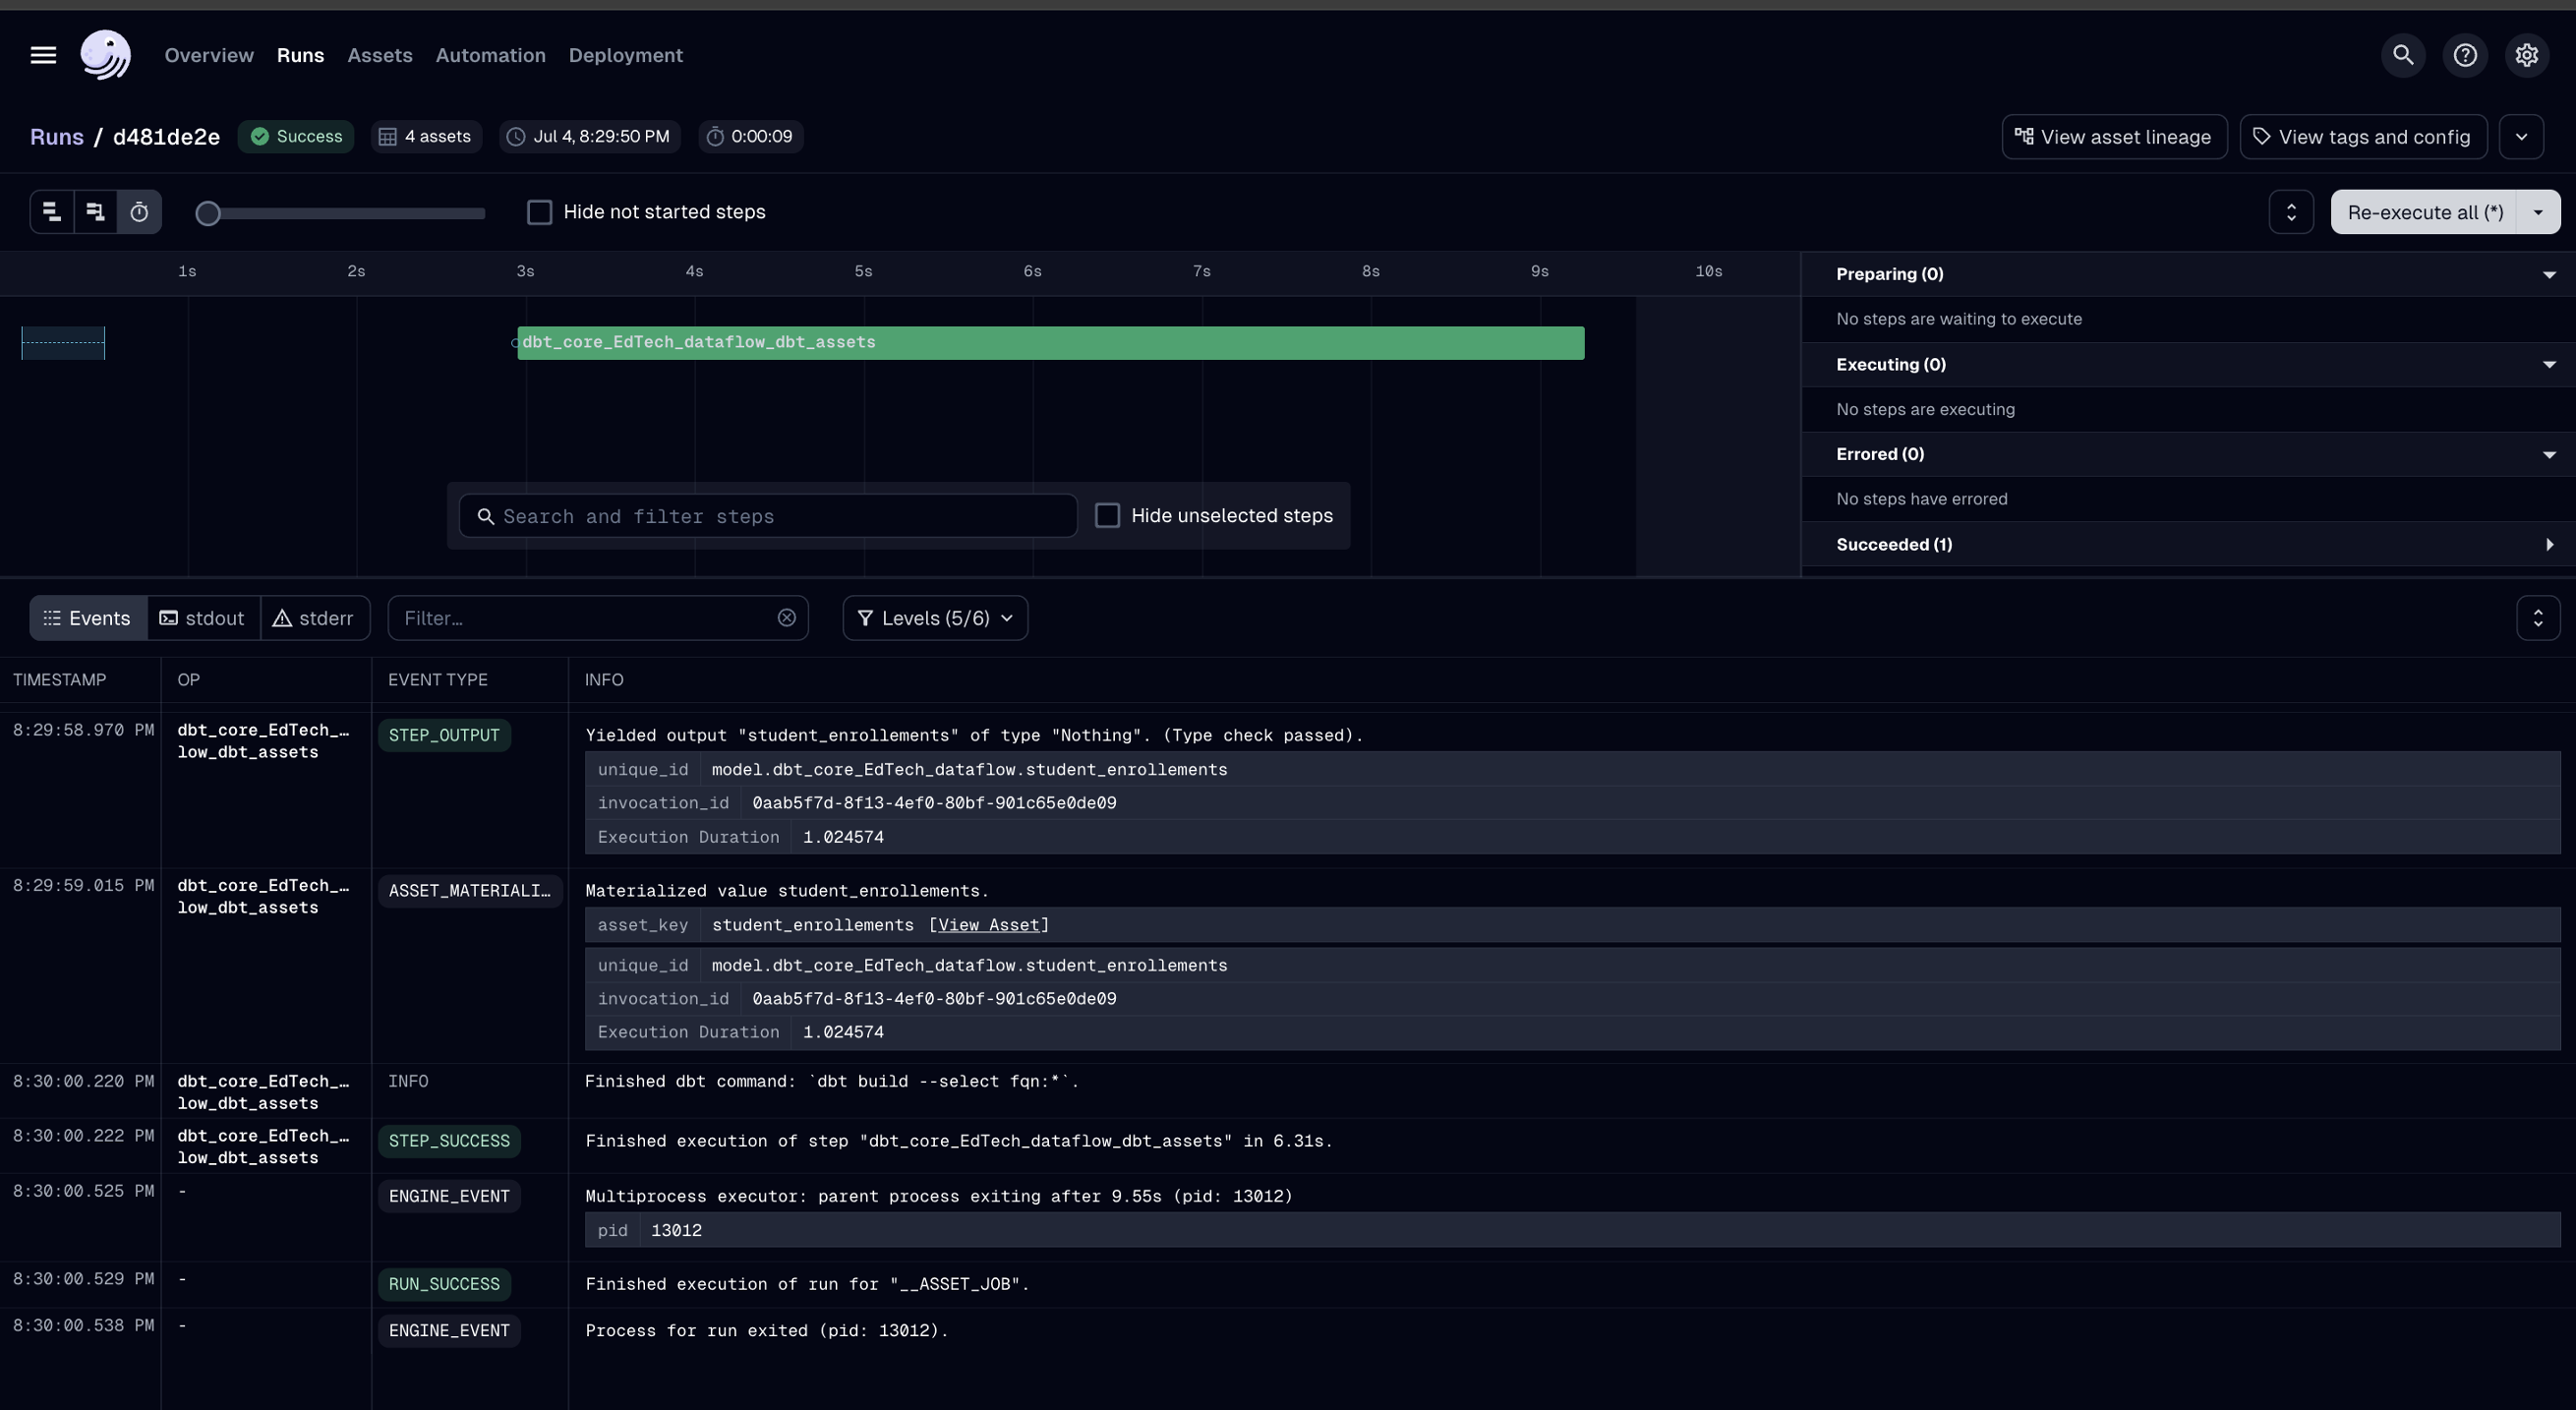 Overview Runs Assets Automation Deployment
Runs / d481de2e Success 4 assets Jul 4, 8:29:50 PM 0:00:09 View asset lineage View tags and config
Hide not started steps Re-execute all (*)
1s 2s 3s 4s 5s 6s 7s 8s 9s 10s
dbt_core_EdTech_dataflow_dbt_assets
Search and filter steps Hide unselected steps
Preparing (0)
No steps are waiting to execute
Executing (0)
No steps are executing
Errored (0)
No steps have errored
Succeeded (1)
Events stdout stderr Filter… Levels (5/6)
TIMESTAMP OP EVENT TYPE INFO
8:29:58.970 PM dbt_core_EdTech_… STEP_OUTPUT Yielded output "student_enrollements" of type "Nothing". (Type check passed).
low_dbt_assets
unique_id model.dbt_core_EdTech_dataflow.student_enrollements
invocation_id 0aab5f7d-8f13-4ef0-80bf-901c65e0de09
Execution Duration 1.024574
8:29:59.015 PM dbt_core_EdTech_… ASSET_MATERIALI… Materialized value student_enrollements.
low_dbt_assets
asset_key student_enrollements [View Asset]
unique_id model.dbt_core_EdTech_dataflow.student_enrollements
invocation_id 0aab5f7d-8f13-4ef0-80bf-901c65e0de09
Execution Duration 1.024574
8:30:00.220 PM dbt_core_EdTech_… INFO Finished dbt command: `dbt build --select fqn:*`.
low_dbt_assets
8:30:00.222 PM dbt_core_EdTech_… STEP_SUCCESS Finished execution of step "dbt_core_EdTech_dataflow_dbt_assets" in 6.31s.
low_dbt_assets
8:30:00.525 PM - ENGINE_EVENT Multiprocess executor: parent process exiting after 9.55s (pid: 13012)
pid 13012
8:30:00.529 PM - RUN_SUCCESS Finished execution of run for "__ASSET_JOB".
8:30:00.538 PM - ENGINE_EVENT Process for run exited (pid: 13012).